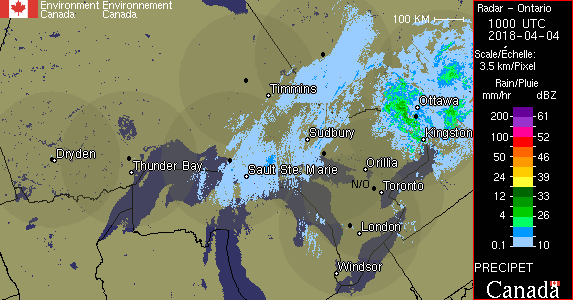 Environment Environnement
Canada Canada
100 KM
Timmins
Ottawa
Sudbury
Kingston
Dryden
Thunder Bay
Sault Ste. Marie
Orillia
N/O
Toronto
London
Windsor
Radar - Ontario
1000 UTC
2018-04-04
Scale/Échelle:
3.5 km/Pixel
Rain/Pluie
mm/hr dBZ
200 61
100 52
50 46
24 39
12 33
4 26
0.1 10
PRECIPET
Canada